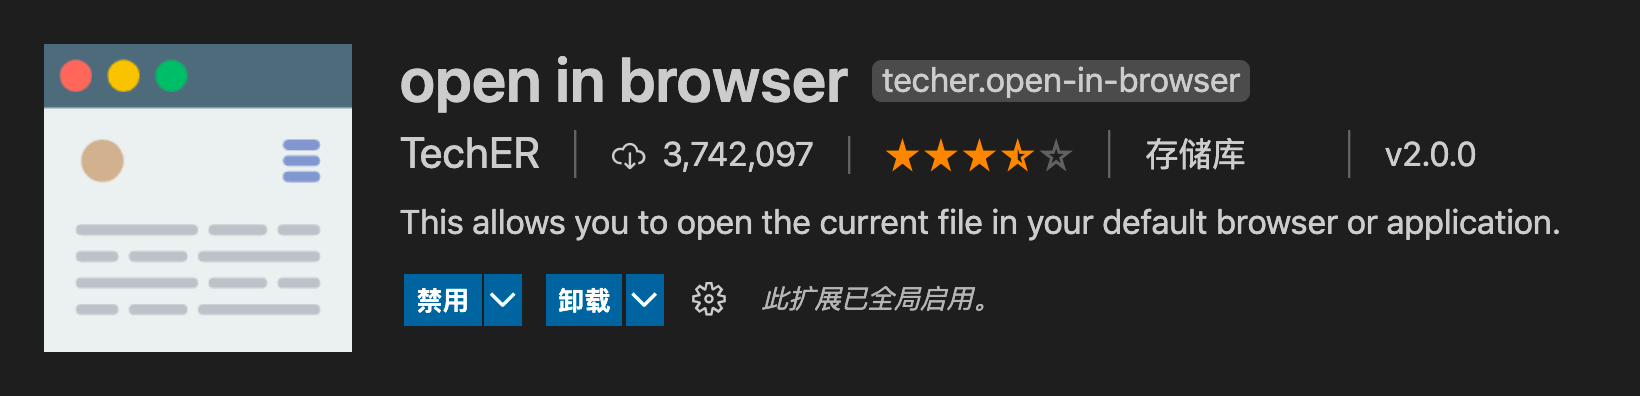 open in browser techer.open-in-browser
TechER 3,742,097 存储库 v2.0.0
This allows you to open the current file in your default browser or application.
禁用 卸载 此扩展已全局启用。